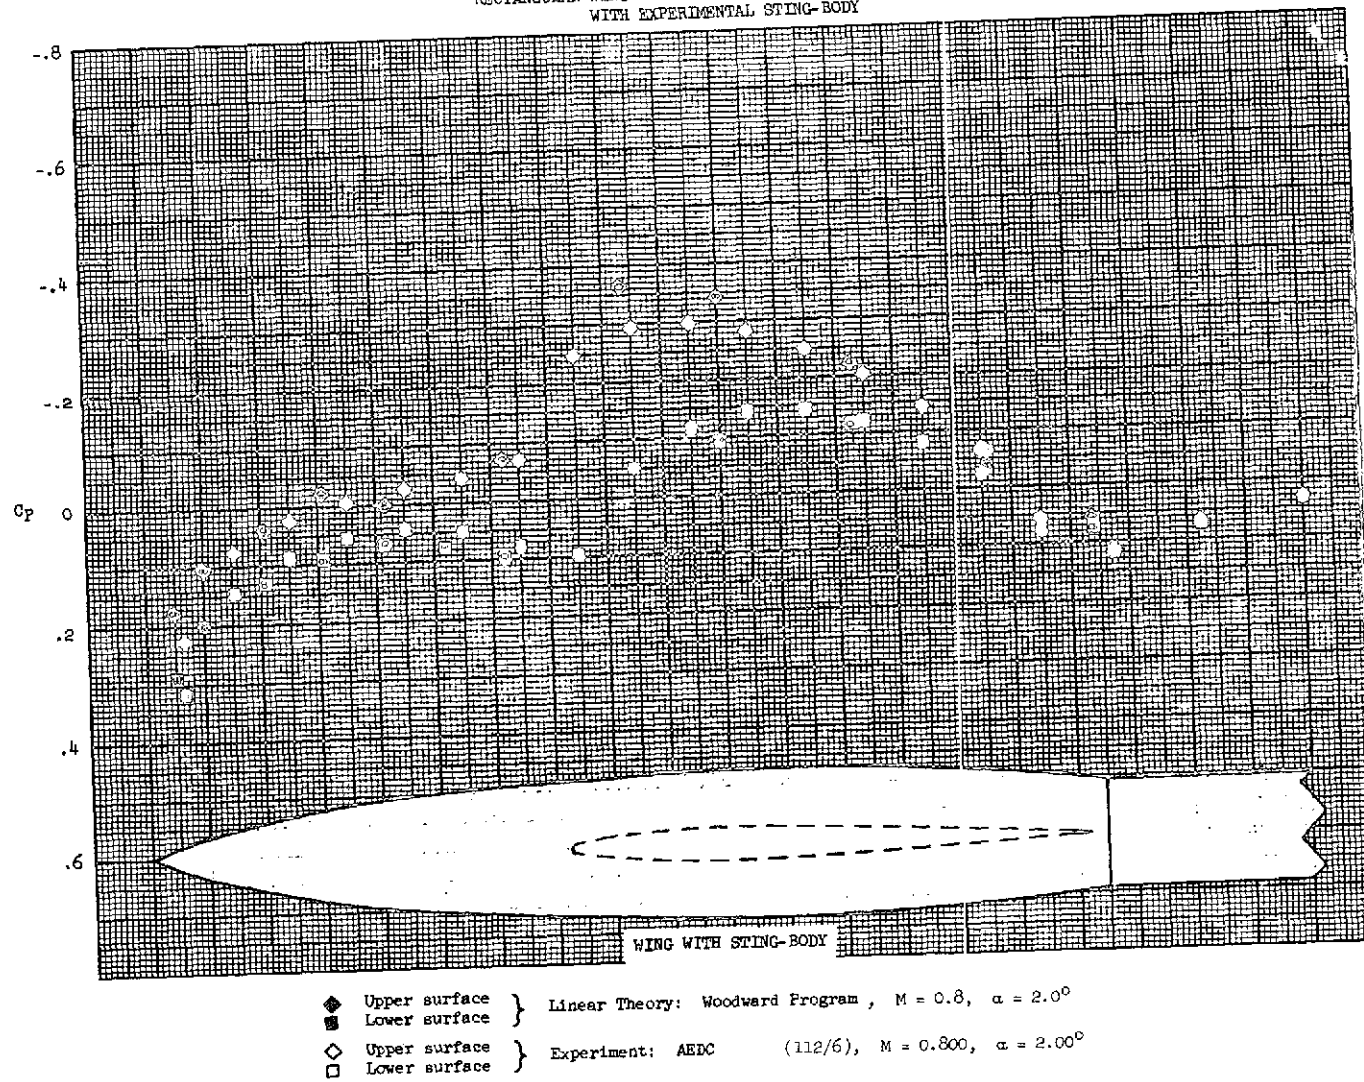 WITH EXPERIMENTAL STING-BODY
-.8
-.6
-.4
-.2
CP 0
.2
.4
.6
WING WITH STING-BODY
Upper surface } Linear Theory: Woodward Program , M = 0.8, α = 2.0°
Lower surface
Upper surface } Experiment: AEDC (112/6), M = 0.800, α = 2.00°
Lower surface